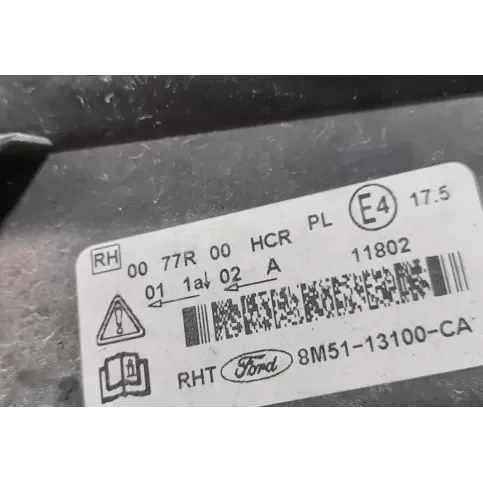 RH 00 77R 00 HCR PL E4 17.5
01 1a↓ ← 02 ← A 11802
RHT Ford 8M51-13100-CA